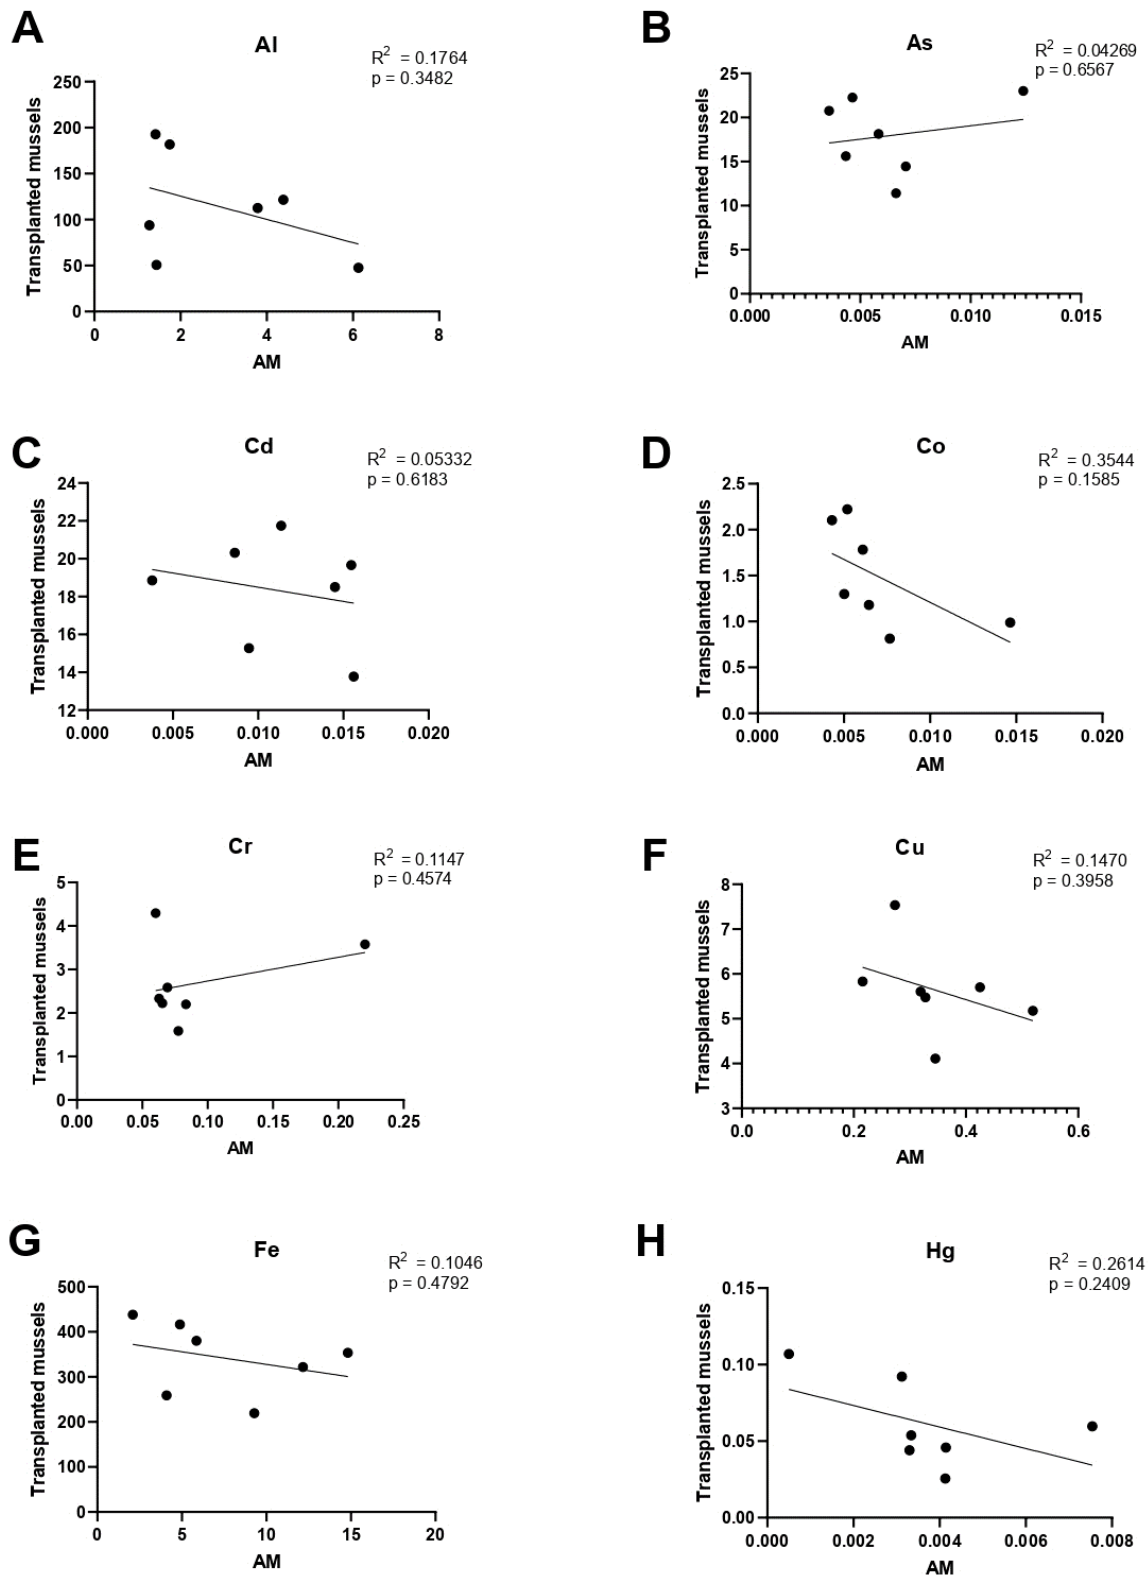 A
Al
R2 = 0.1764
p = 0.3482
Transplanted mussels
250
200
150
100
50
0
0 2 4 6 8
AM
B
As
R2 = 0.04269
p = 0.6567
Transplanted mussels
25
20
15
10
5
0
0.000 0.005 0.010 0.015
AM
C
Cd
R2 = 0.05332
p = 0.6183
Transplanted mussels
24
22
20
18
16
14
12
0.000 0.005 0.010 0.015 0.020
AM
D
Co
R2 = 0.3544
p = 0.1585
Transplanted mussels
2.5
2.0
1.5
1.0
0.5
0.0
0.000 0.005 0.010 0.015 0.020
AM
E
Cr
R2 = 0.1147
p = 0.4574
Transplanted mussels
5
4
3
2
1
0
0.00 0.05 0.10 0.15 0.20 0.25
AM
F
Cu
R2 = 0.1470
p = 0.3958
Transplanted mussels
8
7
6
5
4
3
0.0 0.2 0.4 0.6
AM
G
Fe
R2 = 0.1046
p = 0.4792
Transplanted mussels
500
400
300
200
100
0
0 5 10 15 20
AM
H
Hg
R2 = 0.2614
p = 0.2409
Transplanted mussels
0.15
0.10
0.05
0.00
0.000 0.002 0.004 0.006 0.008
AM